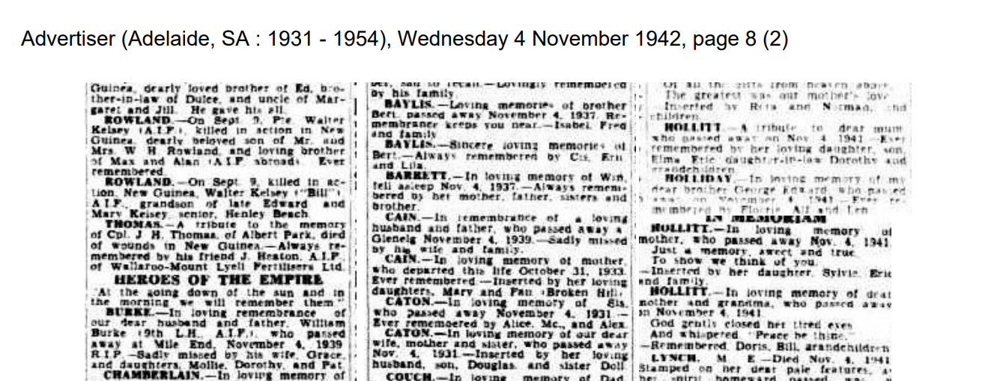 Advertiser (Adelaide, SA : 1931 - 1954), Wednesday 4 November 1942, page 8 (2)
Guinea, dearly loved brother of Ed, bro-
ther-in-law of Dulce, and uncle of Mar-
garet and Jill. He gave his all.
ROWLAND.—On Sept. 9, Pte Walter
Kelsey (A.I.F.), killed in action in New
Guinea, dearly beloved son of Mr. and
Mrs. W H Rowland, and loving brother
of Max and Alan (A.I.F. abroad). Ever
remembered.
ROWLAND.—On Sept. 9, killed in ac-
tion, New Guinea, Walter Kelsey ("Bill")
A.I.F., grandson of late Edward and
Mary Kelsey, senior, Henley Beach.
THOMAS.—A tribute to the memory
of Cpl. J H. Thomas, of Albert Park, died
of wounds in New Guinea.—Always re-
membered by his friend J. Heaton, A.I.F.
of Wallaroo-Mount Lyell Fertilisers Ltd.
HEROES OF THE EMPIRE
"At the going down of the sun and in
the morning we will remember them."
BURKE.—In loving remembrance of
our dear husband and father, William
Burke (9th L.H., A.I.F.), who passed
away at Mile End, November 4, 1939
R.I.P.—Sadly missed by his wife, Grace,
and daughters, Mollie, Dorothy, and Pat.
CHAMBERLAIN.—In loving memory of
recall.—Lovingly remembered
by his family.
BAYLIS.—Loving memories of brother
Bert, passed away November 4, 1937. Re-
membrance keeps you near.—Isabel, Fred
and family
BAYLIS.—Sincere loving memories of
Bert.—Always remembered by Cis, Eric
and Lila.
BARRETT.—In loving memory of Win,
fell asleep Nov. 4, 1937.—Always remem-
bered by her mother, father, sisters and
brother.
CAIN.—In remembrance of a loving
husband and father, who passed away a
Glenelg November 4, 1939.—Sadly missed
by his wife and family.
CAIN.—In loving memory of mother,
who departed this life October 31, 1933.
Ever remembered—Inserted by her loving
daughters, Mary and Pan (Broken Hill).
CATON.—In loving memory of Sis,
who passed away November 4, 1931.—
Ever remembered by Alice, Mc., and Alex.
CATON.—In loving memory of our dear
wife, mother and sister, who passed away
Nov. 4, 1931.—Inserted by her loving
husband, son, Douglas, and sister Doll.
COUCH.—In loving memory of Dad,
Of all the gifts from heaven above,
The greatest was our mother's love
Inserted by and Norman, and
children.
HOLLITT—A tribute to dear mum
who passed away on Nov 4 1941—Ever
remembered by her loving daughter, son,
Elma Eric daughter-in-law Dorothy and
grandchildren.
HOLLIDAY.—In loving memory of my
dear brother George Edward, who passed
away on November 4 1941—Ever re-
membered by Florrie, Alf and Len
IN MEMORIAM
HOLLITT.—In loving memory of
mother, who passed away Nov. 4, 1941.
Just a memory, sweet and true,
To show we think of you.
—Inserted by her daughter, Sylvie, Eric
and family.
HOLLITT.—In loving memory of dear
mother and grandma, who passed away
on November 4, 1941.
God gently closed her tired eyes
And whispered "Peace be thine."
—Remembered, Doris, Bill, grandchildren
LYNCH, M E—Died Nov. 4, 1941
Stamped on her dear pale features,
her spirit homeward passed